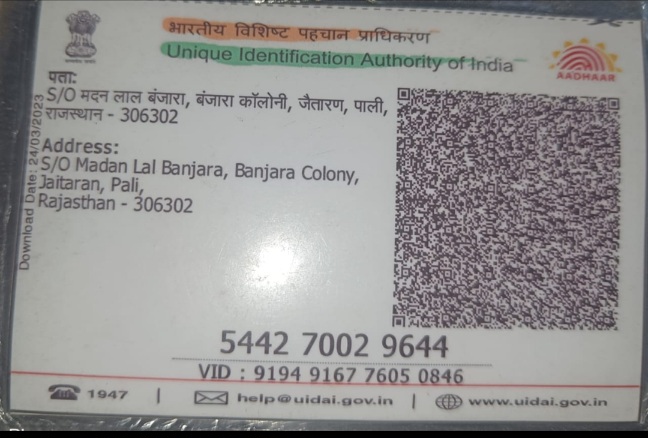 भारतीय विशिष्ट पहचान प्राधिकरण
Unique Identification Authority of India
AADHAAR
पता:
S/O मदन लाल बंजारा, बंजारा कॉलोनी, जैतारण, पाली,
राजस्थान - 306302
Address:
S/O Madan Lal Banjara, Banjara Colony,
Jaitaran, Pali,
Rajasthan - 306302
Download Date: 24/03/2023
5442 7002 9644
VID : 9194 9167 7605 0846
1947 | help@uidai.gov.in | www.uidai.gov.in